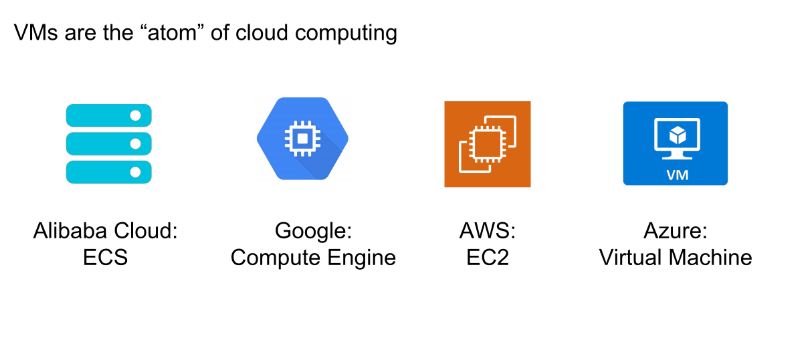 VMs are the “atom” of cloud computing
VM
Alibaba Cloud:
ECS
Google:
Compute Engine
AWS:
EC2
Azure:
Virtual Machine